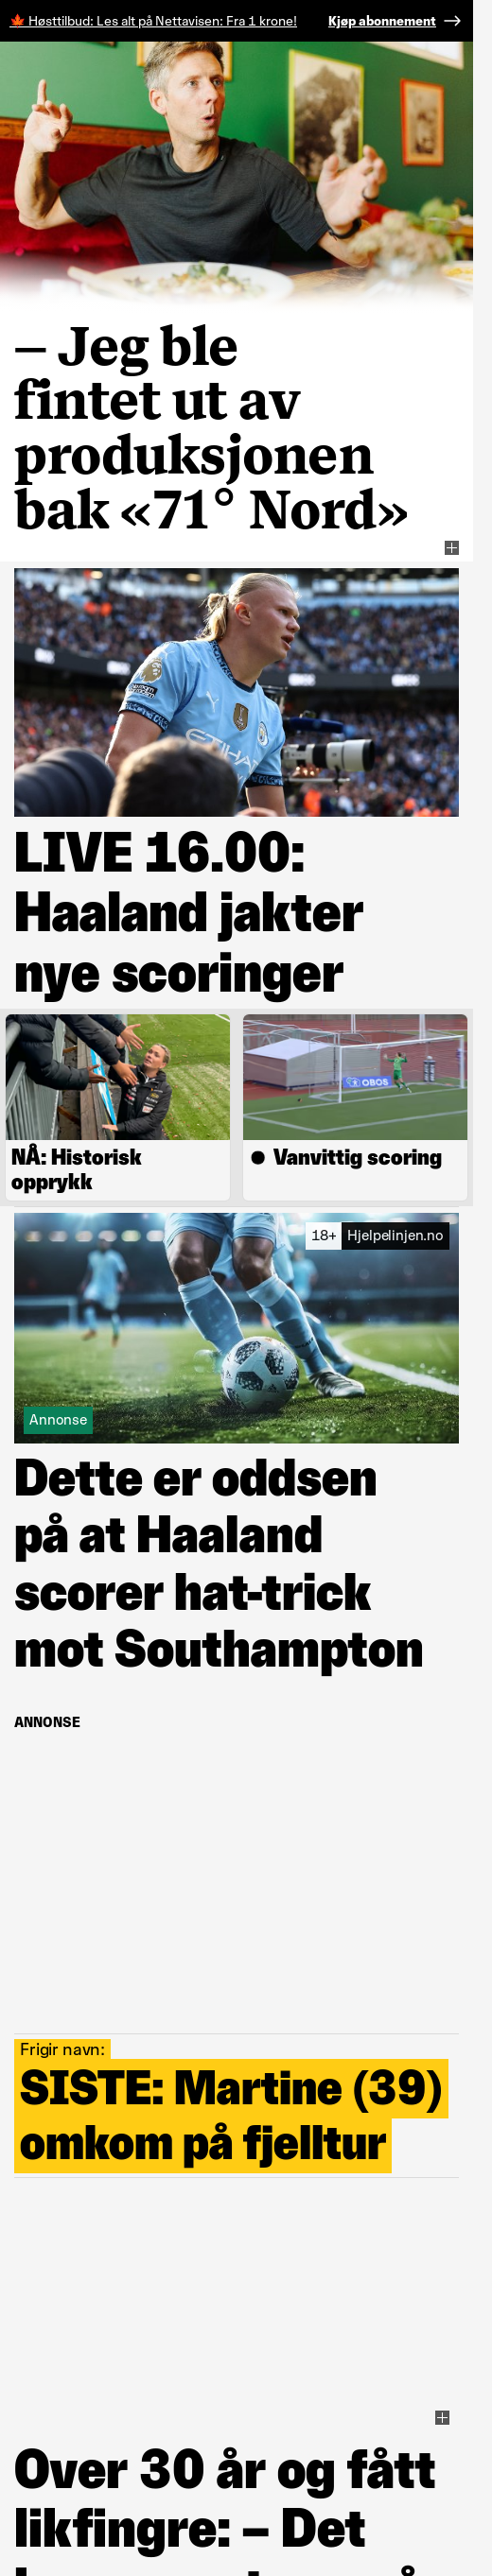 🍁 Høsttilbud: Les alt på Nettavisen: Fra 1 krone! Kjøp abonnement →
– Jeg ble
fintet ut av
produksjonen
bak «71° Nord»
ETIHAD
LIVE 16.00:
Haaland jakter
nye scoringer
OBOS
NÅ: Historisk
opprykk
● Vanvittig scoring
18+ Hjelpelinjen.no
Annonse
Dette er oddsen
på at Haaland
scorer hat-trick
mot Southampton
ANNONSE
Frigir navn:
SISTE: Martine (39)
omkom på fjelltur
Over 30 år og fått
likfingre: – Det